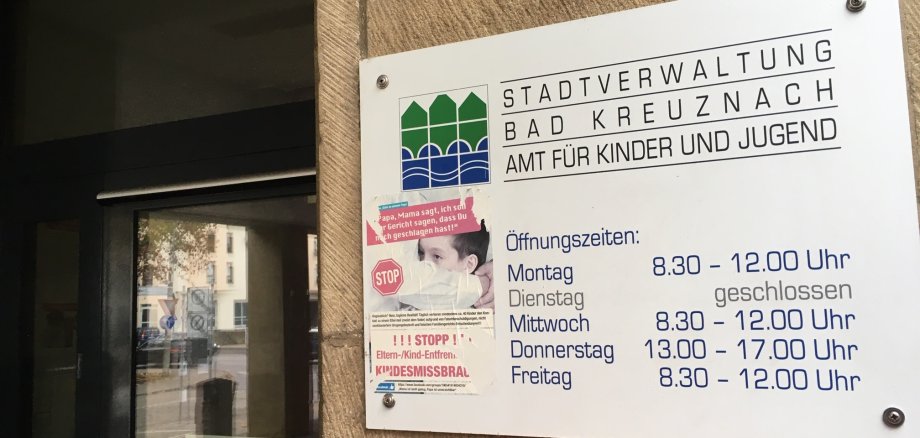 STADTVERWALTUNG
BAD KREUZNACH
AMT FÜR KINDER UND JUGEND
Öffnungszeiten:
Montag 8.30 – 12.00 Uhr
Dienstag geschlossen
Mittwoch 8.30 – 12.00 Uhr
Donnerstag 13.00 – 17.00 Uhr
Freitag 8.30 – 12.00 Uhr
"Papa, Mama sagt, ich soll
Gericht sagen, dass Du
mich geschlagen hast!"
STOP
!!! STOPP !!
Eltern-/Kind-Entfrem
KINDESMISSBRAU